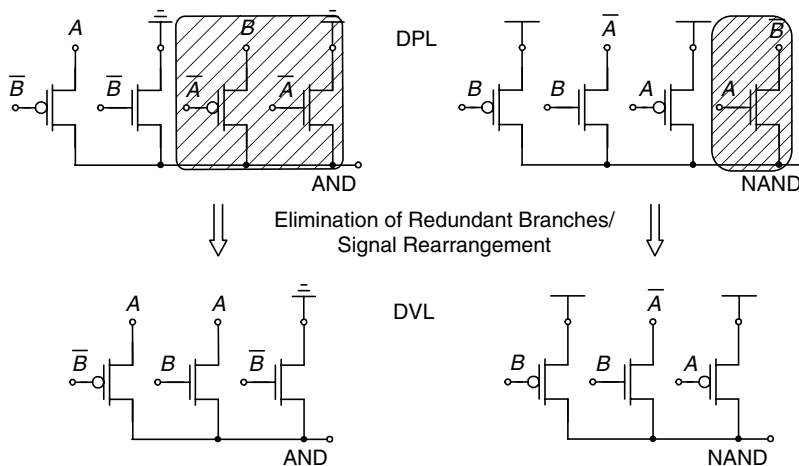 A B DPL A̅ B̅
B̅ B̅ A̅ A̅ B B A A
AND NAND
Elimination of Redundant Branches/
Signal Rearrangement
A A DVL A̅
B̅ B B̅ B B A
AND NAND